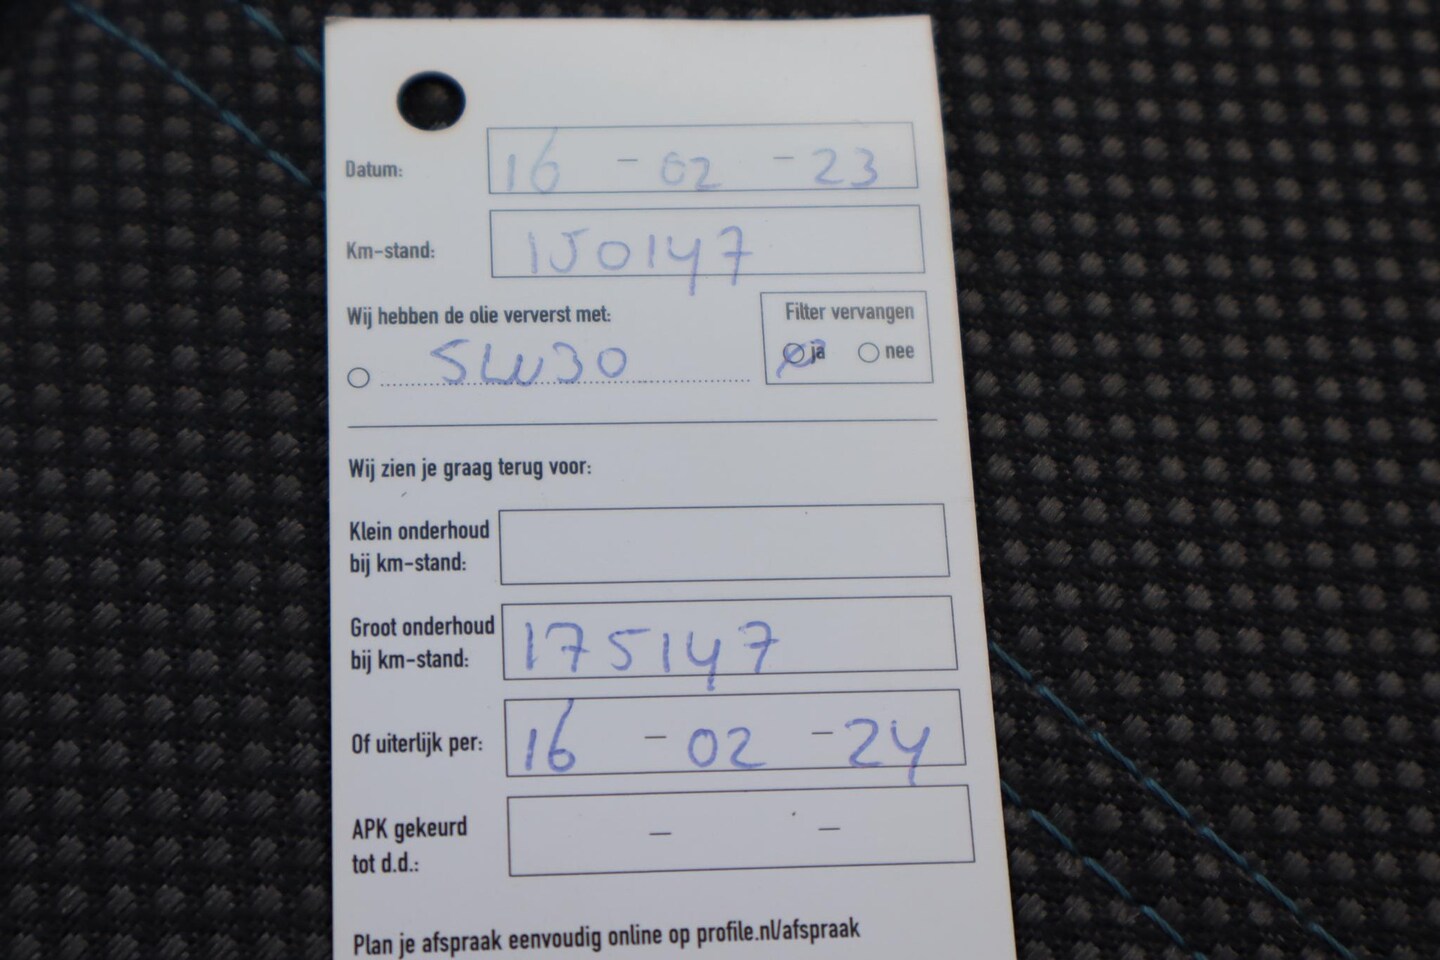 Datum: 16 - 02 - 23
Km-stand: 150147
Wij hebben de olie ververst met:
Filter vervangen
5W30
ja nee
Wij zien je graag terug voor:
Klein onderhoud
bij km-stand:
Groot onderhoud
bij km-stand: 175147
Of uiterlijk per: 16 - 02 - 24
APK gekeurd
tot d.d.: - -
Plan je afspraak eenvoudig online op profile.nl/afspraak